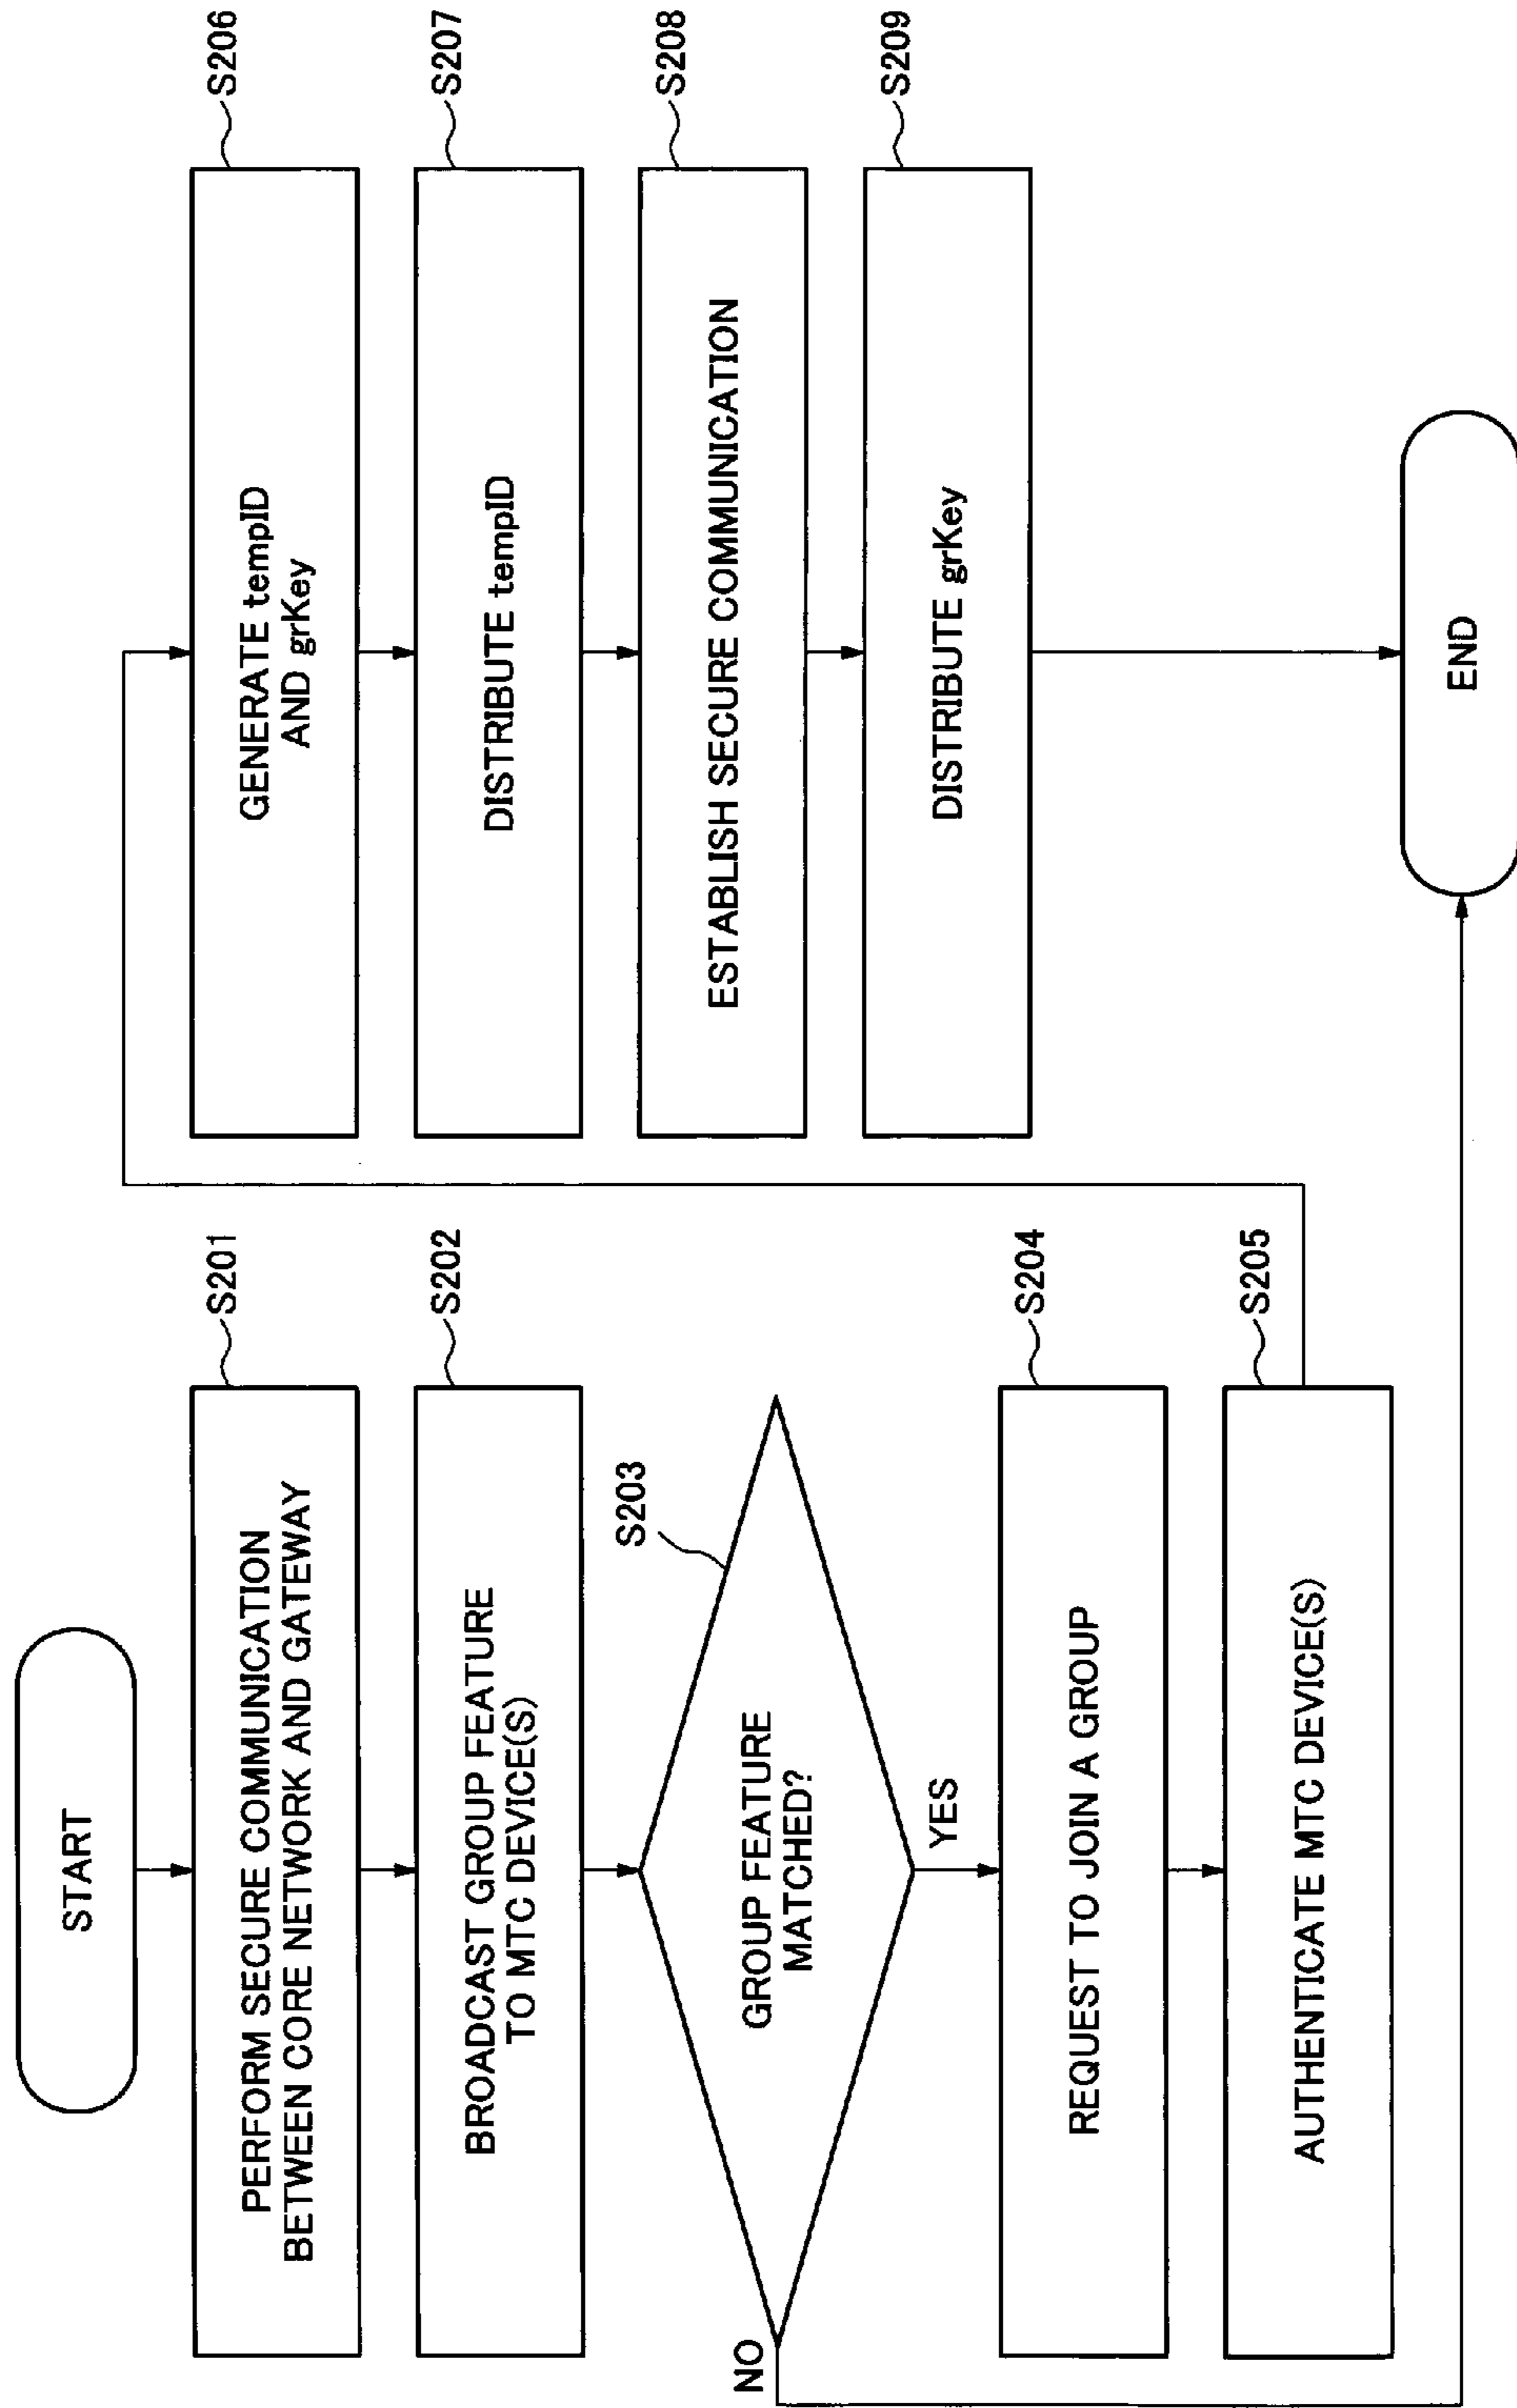 START
S201
PERFORM SECURE COMMUNICATION
BETWEEN CORE NETWORK AND GATEWAY
S202
BROADCAST GROUP FEATURE
TO MTC DEVICE(S)
S203
GROUP FEATURE
MATCHED?
NO
YES
S204
REQUEST TO JOIN A GROUP
S205
AUTHENTICATE MTC DEVICE(S)
S206
GENERATE tempID
AND grKey
S207
DISTRIBUTE tempID
S208
ESTABLISH SECURE COMMUNICATION
S209
DISTRIBUTE grKey
END